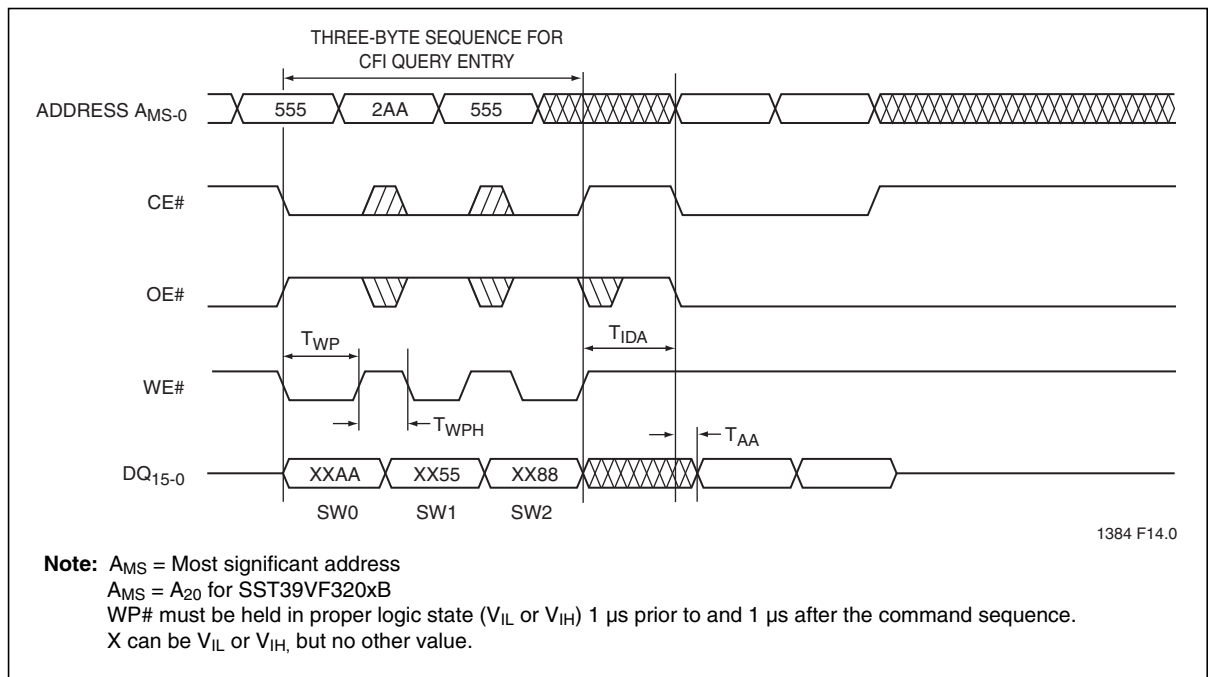 THREE-BYTE SEQUENCE FOR
CFI QUERY ENTRY
ADDRESS AMS-0
555
2AA
555
CE#
OE#
TWP
TIDA
WE#
TWPH
TAA
DQ15-0
XXAA
XX55
XX88
SW0
SW1
SW2
1384 F14.0
Note: AMS = Most significant address
AMS = A20 for SST39VF320xB
WP# must be held in proper logic state (VIL or VIH) 1 µs prior to and 1 µs after the command sequence.
X can be VIL or VIH, but no other value.